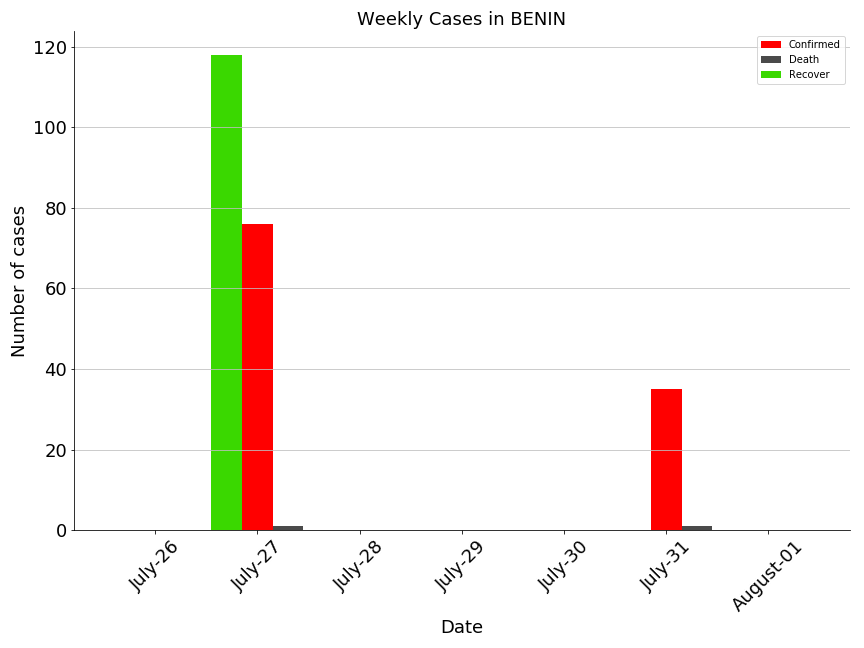 Weekly Cases in BENIN
Confirmed
Death
Recover
Number of cases
120
100
80
60
40
20
0
July-26
July-27
July-28
July-29
July-30
July-31
August-01
Date